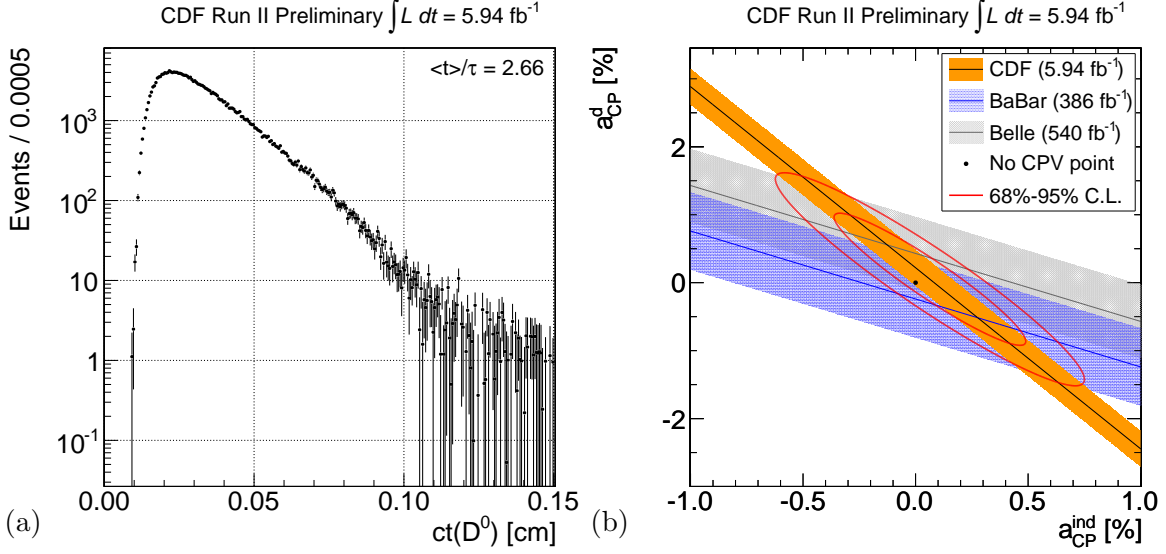 CDF Run II Preliminary ∫L dt = 5.94 fb⁻¹
<t>/τ = 2.66
Events / 0.0005
10³
10²
10
1
10⁻¹
0.00 0.05 0.10 0.15
ct(D⁰) [cm]
(a)
CDF Run II Preliminary ∫L dt = 5.94 fb⁻¹
a_CP^d [%]
CDF (5.94 fb⁻¹)
BaBar (386 fb⁻¹)
Belle (540 fb⁻¹)
No CPV point
68%-95% C.L.
2
0
-2
-1.0 -0.5 0.0 0.5 1.0
a_CP^ind [%]
(b)